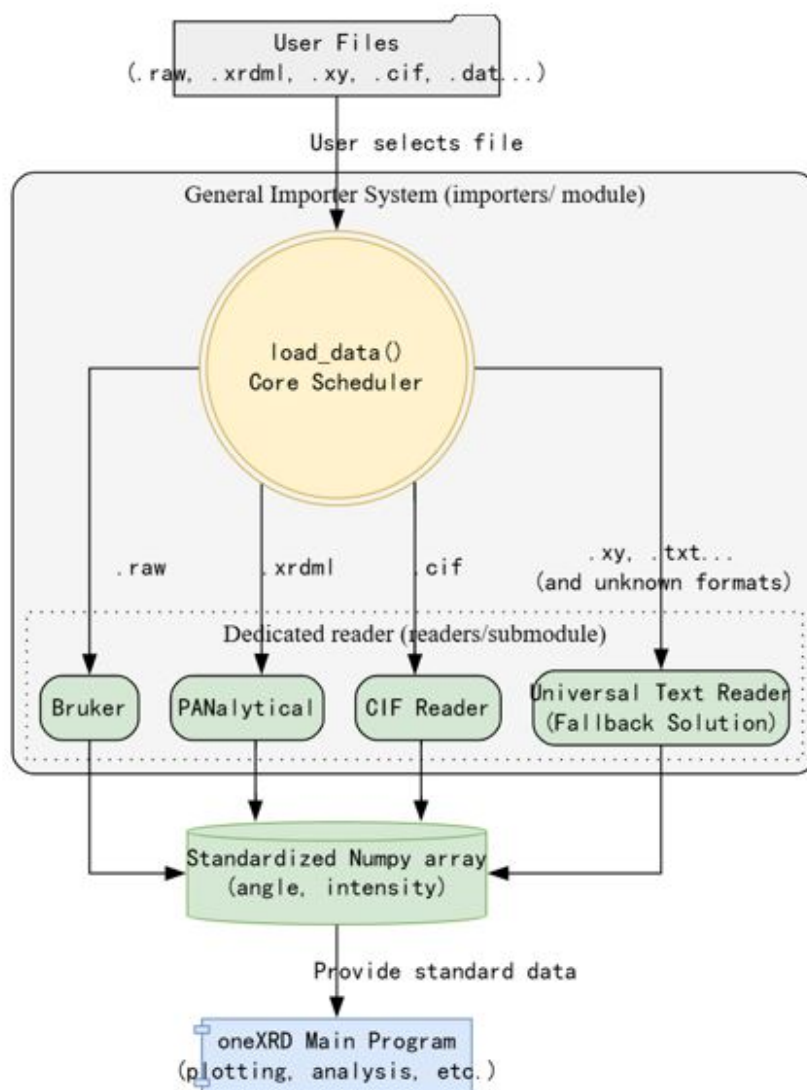 User Files
(.raw, .xrdml, .xy, .cif, .dat...)
User selects file
General Importer System (importers/ module)
load_data()
Core Scheduler
.raw
.xrdml
.cif
.xy, .txt...
(and unknown formats)
Dedicated reader (readers/submodule)
Bruker
PANalytical
CIF Reader
Universal Text Reader
(Fallback Solution)
Standardized Numpy array
(angle, intensity)
Provide standard data
oneXRD Main Program
(plotting, analysis, etc.)